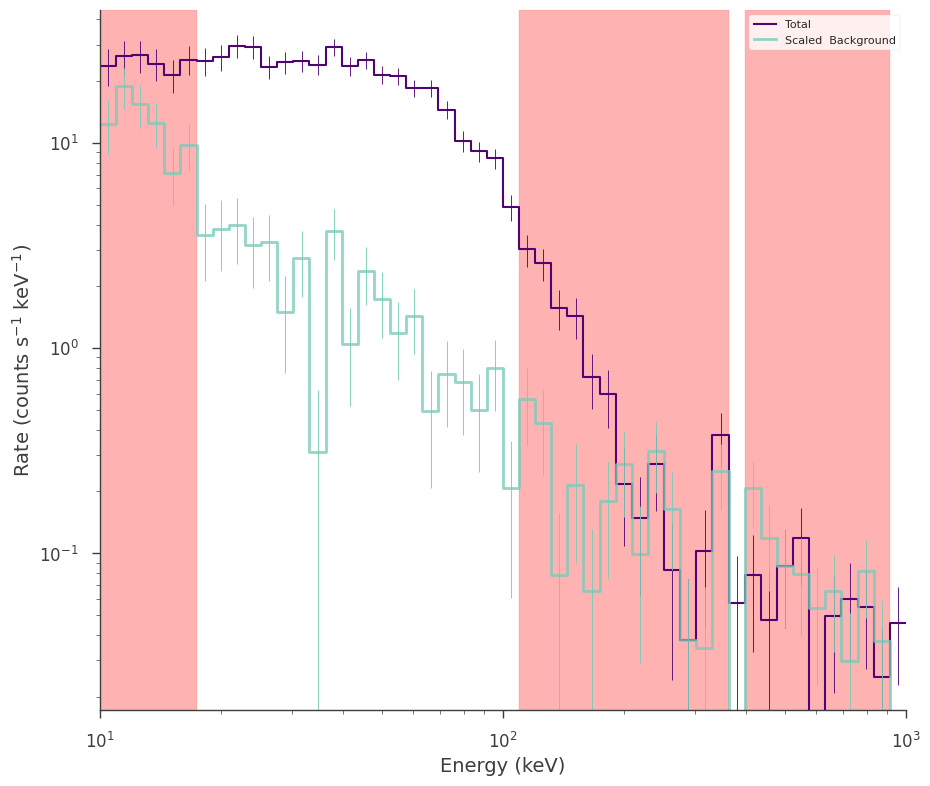 Total
Scaled  Background
Rate (counts s⁻¹ keV⁻¹)
10¹
10⁰
10⁻¹
10¹ 10² 10³
Energy (keV)